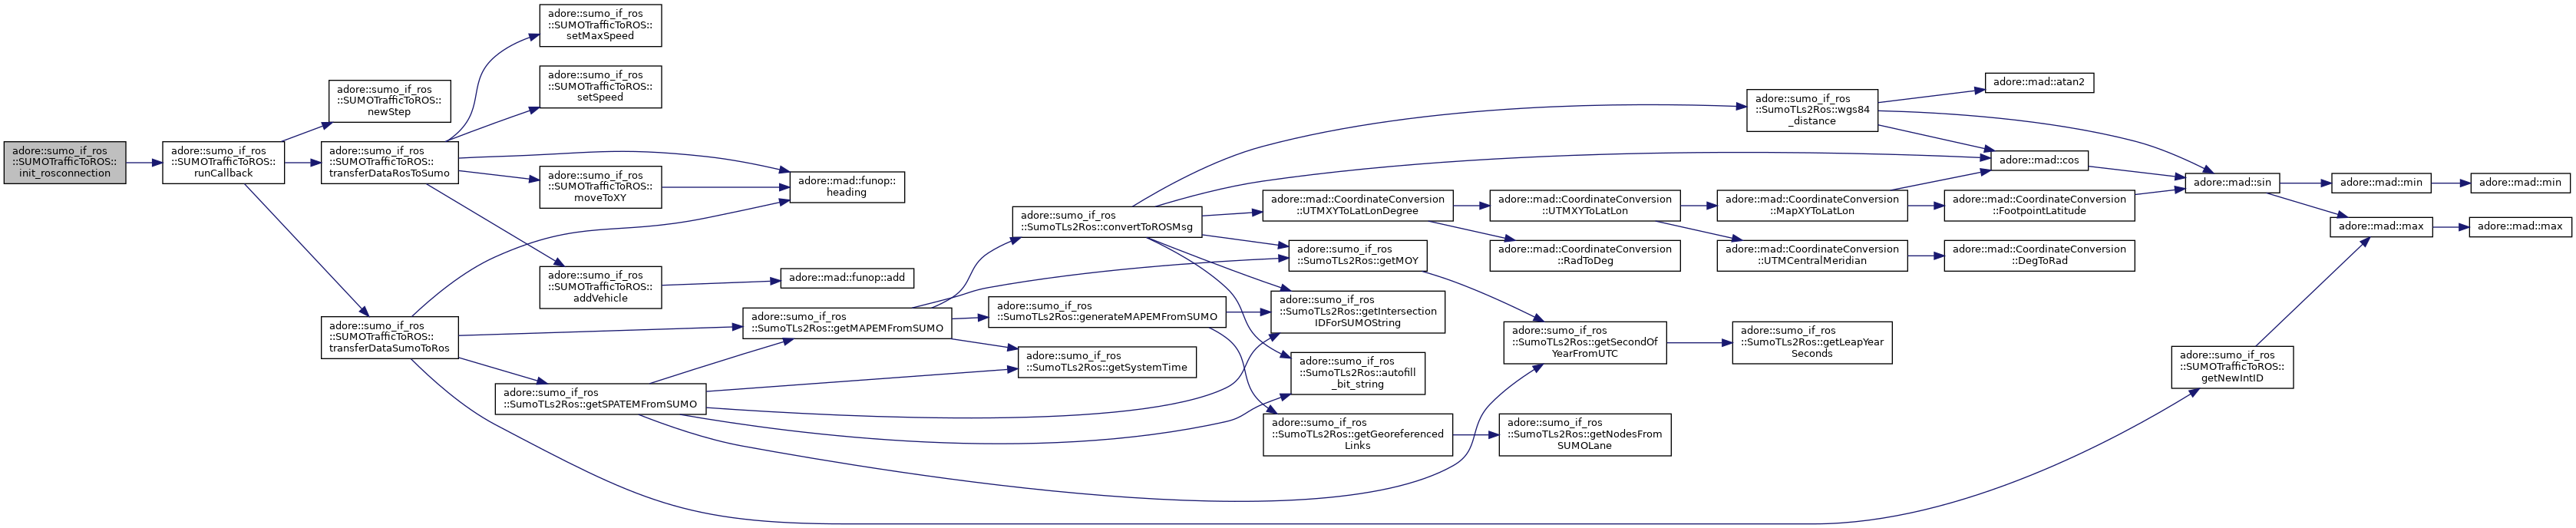 adore::sumo_if_ros
::SUMOTrafficToROS::
init_rosconnection
adore::sumo_if_ros
::SUMOTrafficToROS::
runCallback
adore::sumo_if_ros
::SUMOTrafficToROS::
newStep
adore::sumo_if_ros
::SUMOTrafficToROS::
transferDataRosToSumo
adore::sumo_if_ros
::SUMOTrafficToROS::
transferDataSumoToRos
adore::sumo_if_ros
::SUMOTrafficToROS::
setMaxSpeed
adore::sumo_if_ros
::SUMOTrafficToROS::
setSpeed
adore::sumo_if_ros
::SUMOTrafficToROS::
moveToXY
adore::sumo_if_ros
::SUMOTrafficToROS::
addVehicle
adore::sumo_if_ros
::SumoTLs2Ros::getSPATEMFromSUMO
adore::mad::funop::
heading
adore::mad::funop::add
adore::sumo_if_ros
::SumoTLs2Ros::getMAPEMFromSUMO
adore::sumo_if_ros
::SumoTLs2Ros::convertToROSMsg
adore::sumo_if_ros
::SumoTLs2Ros::generateMAPEMFromSUMO
adore::sumo_if_ros
::SumoTLs2Ros::getSystemTime
adore::mad::CoordinateConversion
::UTMXYToLatLonDegree
adore::sumo_if_ros
::SumoTLs2Ros::getMOY
adore::sumo_if_ros
::SumoTLs2Ros::getIntersection
IDForSUMOString
adore::sumo_if_ros
::SumoTLs2Ros::autofill
_bit_string
adore::sumo_if_ros
::SumoTLs2Ros::getGeoreferenced
Links
adore::mad::CoordinateConversion
::UTMXYToLatLon
adore::mad::CoordinateConversion
::RadToDeg
adore::sumo_if_ros
::SumoTLs2Ros::getSecondOf
YearFromUTC
adore::sumo_if_ros
::SumoTLs2Ros::getNodesFrom
SUMOLane
adore::sumo_if_ros
::SumoTLs2Ros::wgs84
_distance
adore::mad::CoordinateConversion
::MapXYToLatLon
adore::mad::CoordinateConversion
::UTMCentralMeridian
adore::sumo_if_ros
::SumoTLs2Ros::getLeapYear
Seconds
adore::mad::atan2
adore::mad::cos
adore::mad::CoordinateConversion
::FootpointLatitude
adore::mad::CoordinateConversion
::DegToRad
adore::mad::sin
adore::sumo_if_ros
::SUMOTrafficToROS::
getNewIntID
adore::mad::min
adore::mad::max
adore::mad::min
adore::mad::max